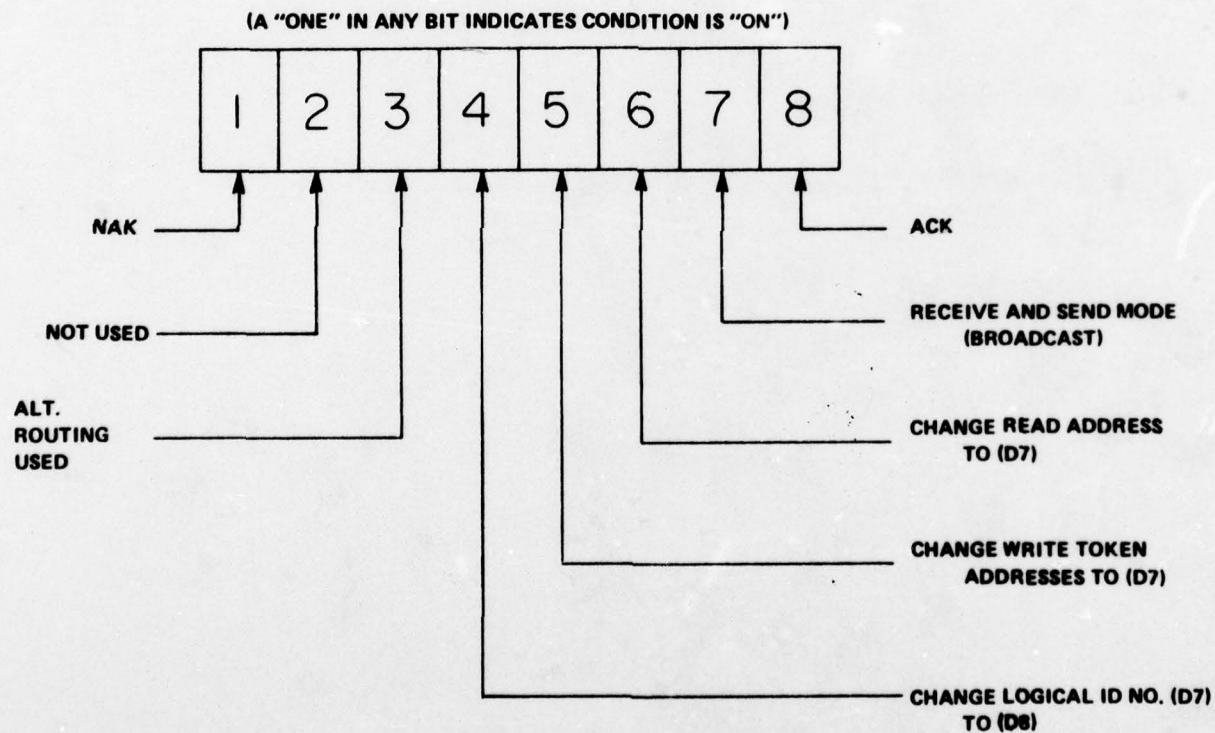 (A "ONE" IN ANY BIT INDICATES CONDITION IS "ON")
1 2 3 4 5 6 7 8
NAK
ACK
RECEIVE AND SEND MODE
(BROADCAST)
NOT USED
ALT.
ROUTING
USED
CHANGE READ ADDRESS
TO (D7)
CHANGE WRITE TOKEN
ADDRESSES TO (D7)
CHANGE LOGICAL ID NO. (D7)
TO (D8)